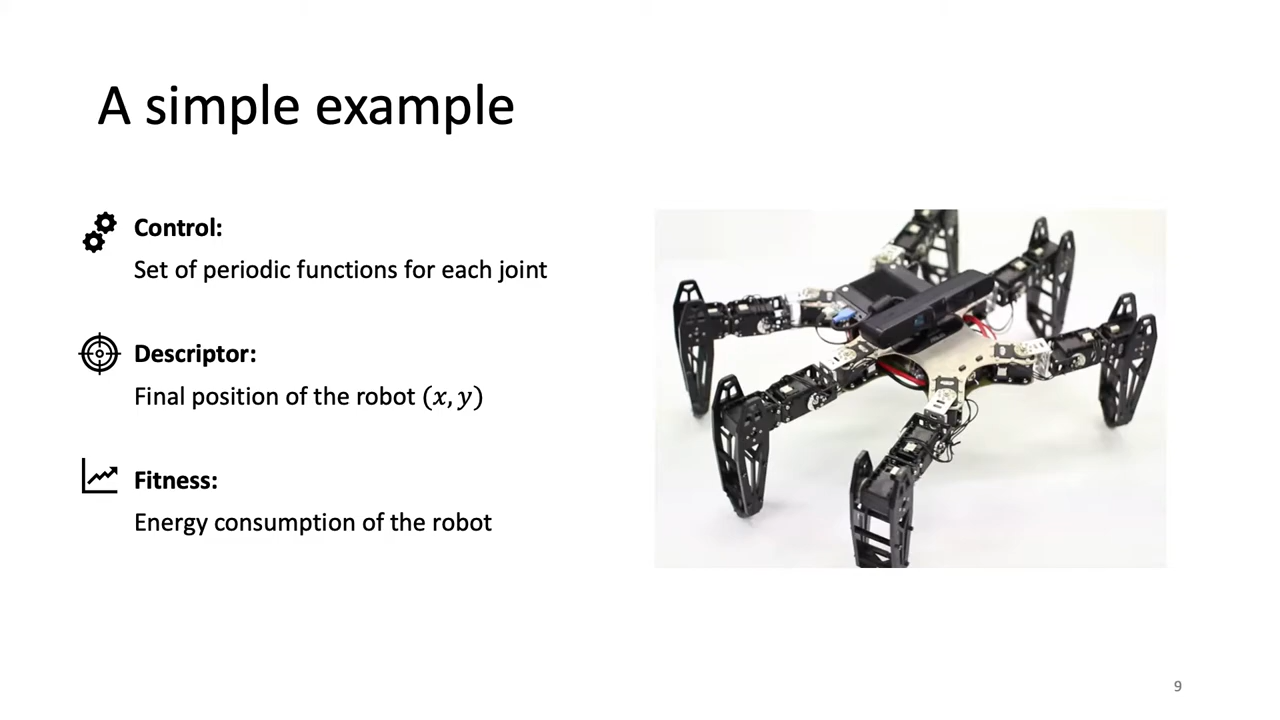 A simple example
Control:
Set of periodic functions for each joint
Descriptor:
Final position of the robot (x, y)
Fitness:
Energy consumption of the robot
9